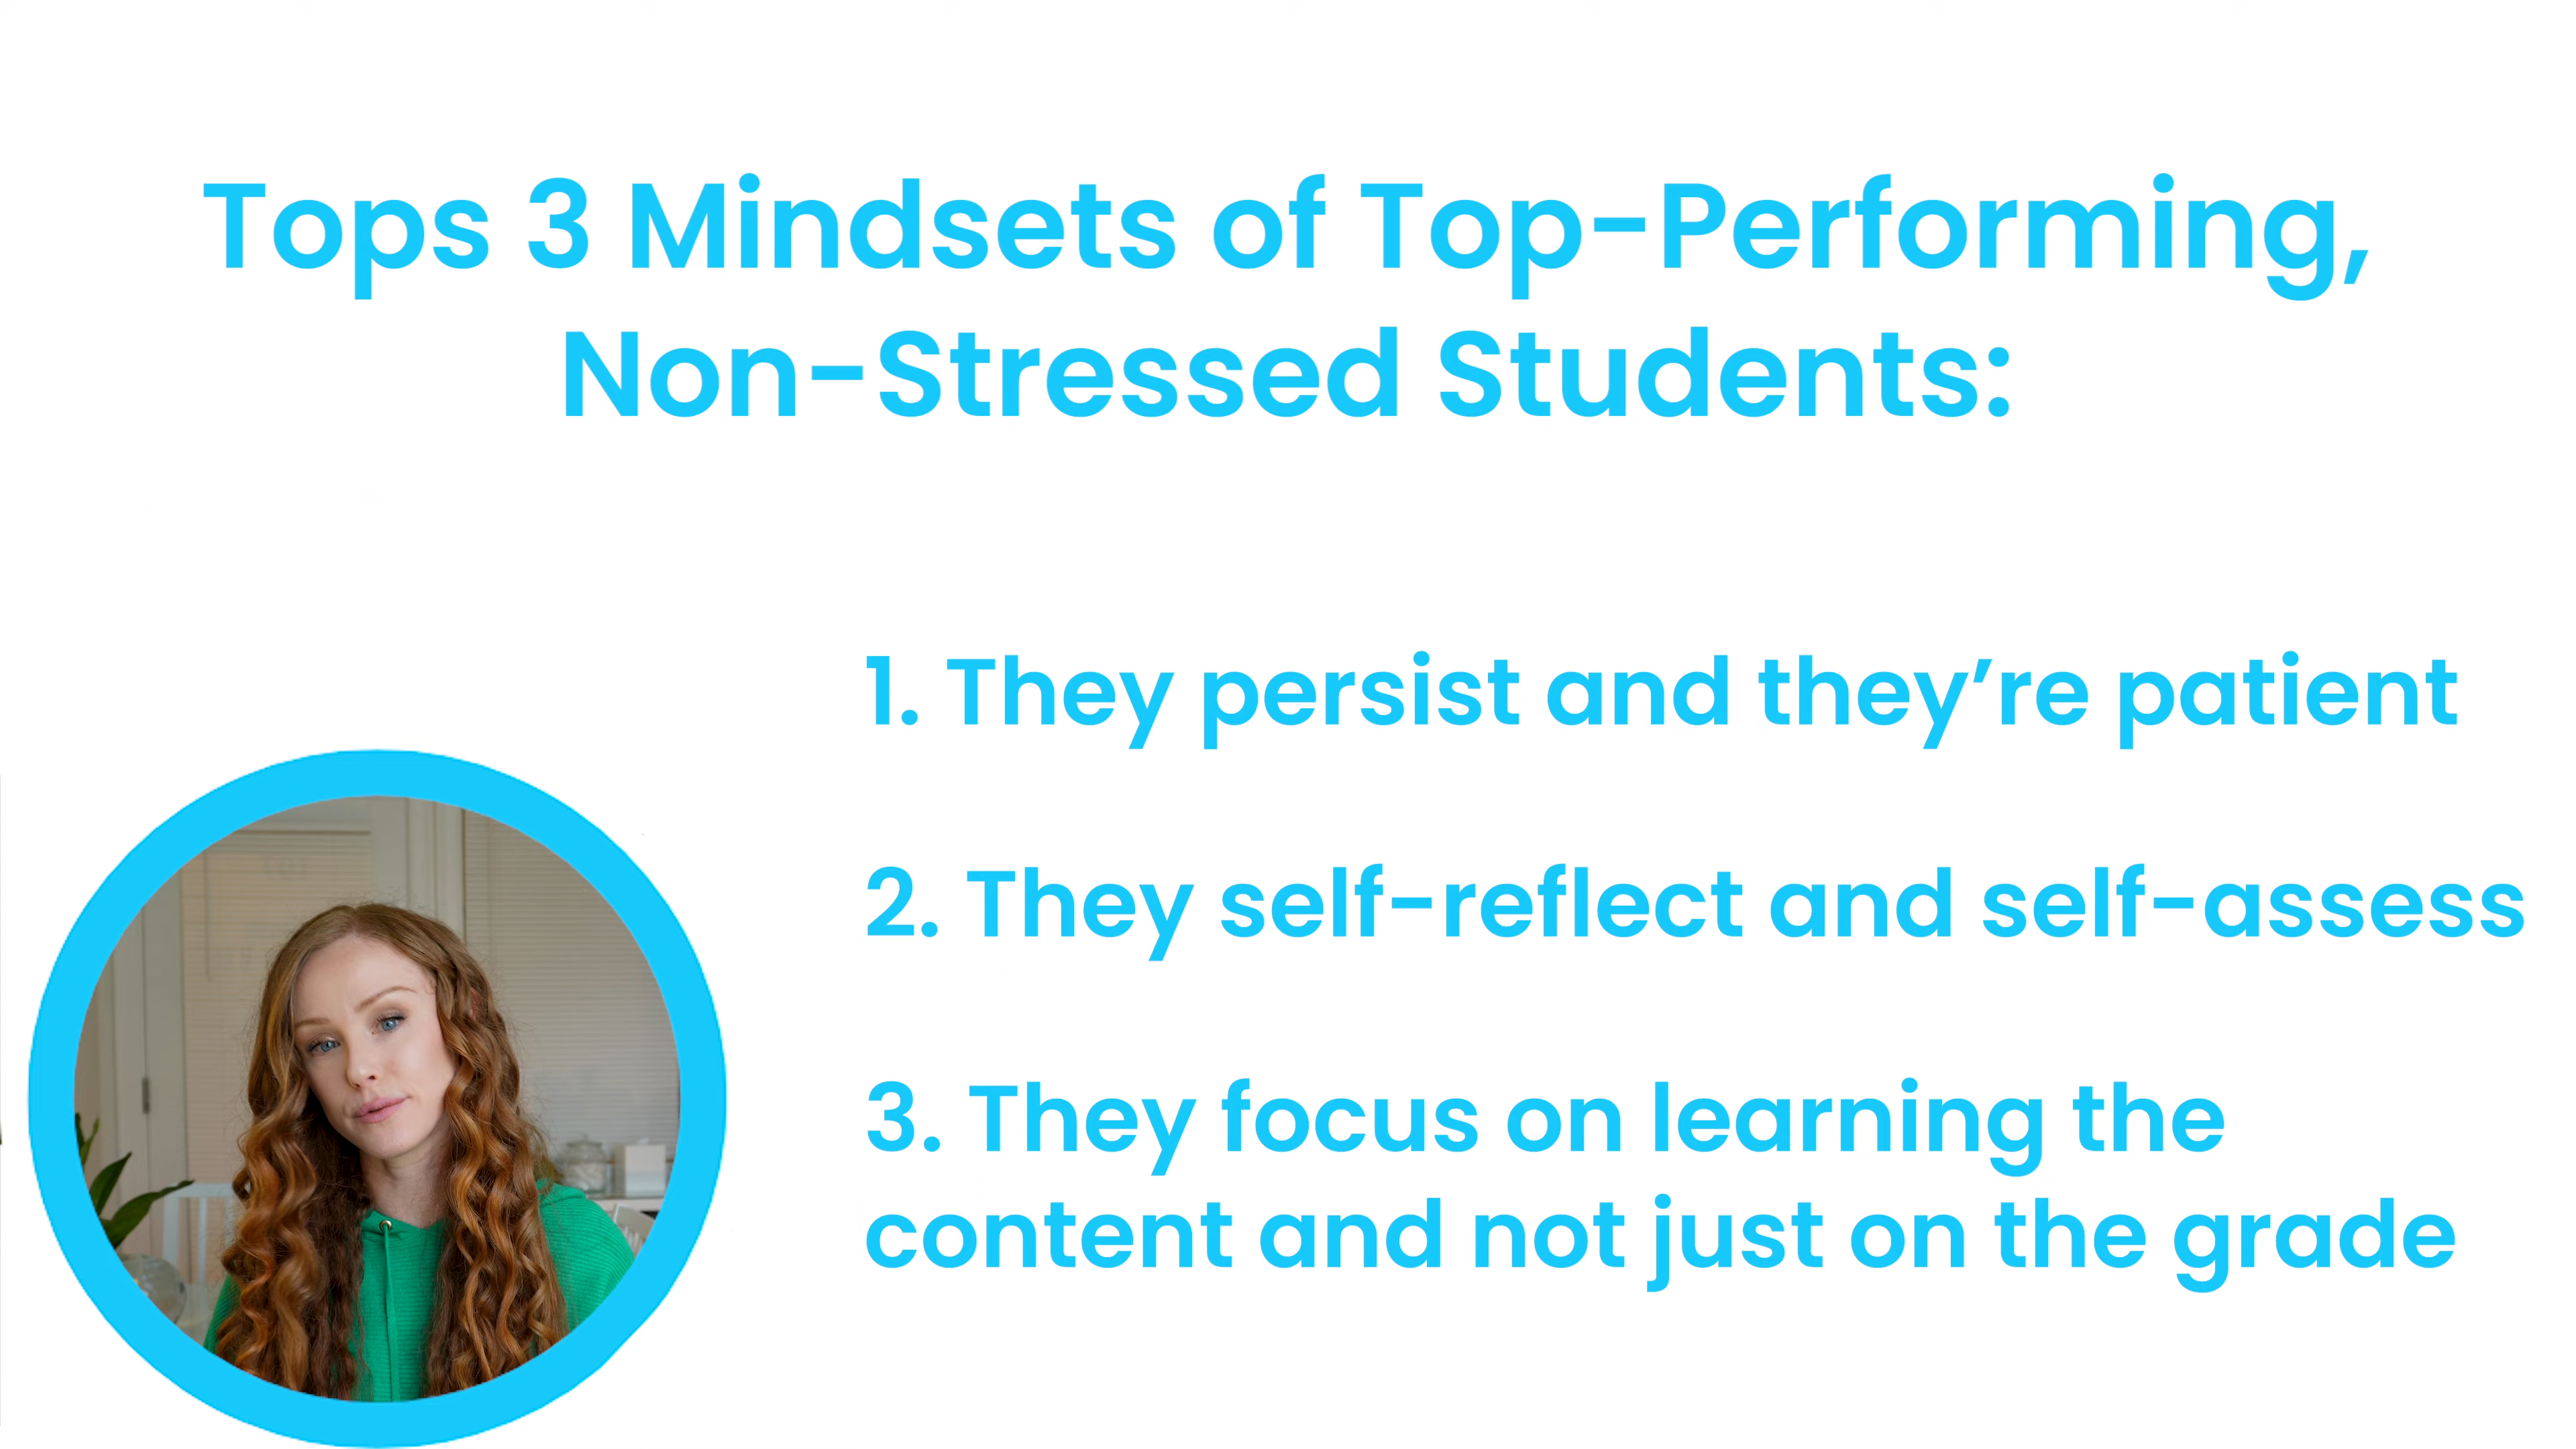 Tops 3 Mindsets of Top-Performing,
Non-Stressed Students:
1. They persist and they’re patient
2. They self-reflect and self-assess
3. They focus on learning the
content and not just on the grade